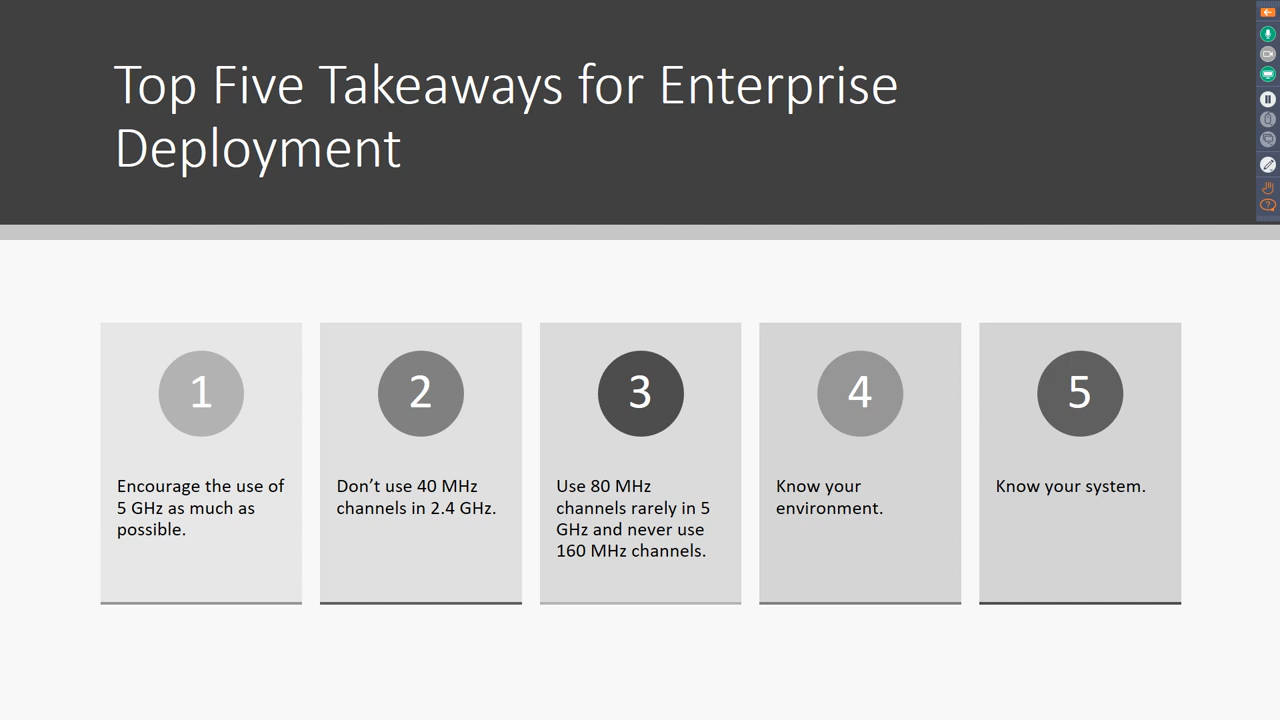 Top Five Takeaways for Enterprise
Deployment
1
Encourage the use of
5 GHz as much as
possible.
2
Don’t use 40 MHz
channels in 2.4 GHz.
3
Use 80 MHz
channels rarely in 5
GHz and never use
160 MHz channels.
4
Know your
environment.
5
Know your system.